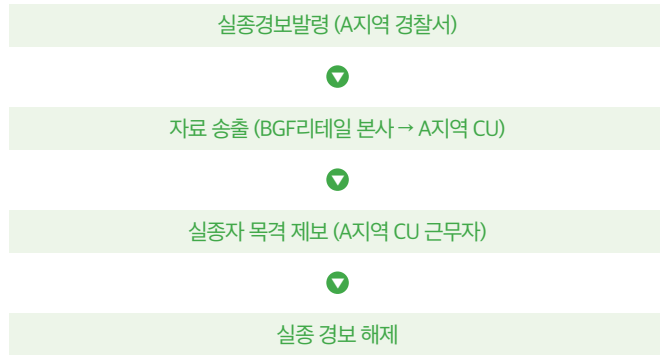 실종경보발령 (A지역 경찰서)
자료 송출 (BGF리테일 본사 → A지역 CU)
실종자 목격 제보 (A지역 CU 근무자)
실종 경보 해제